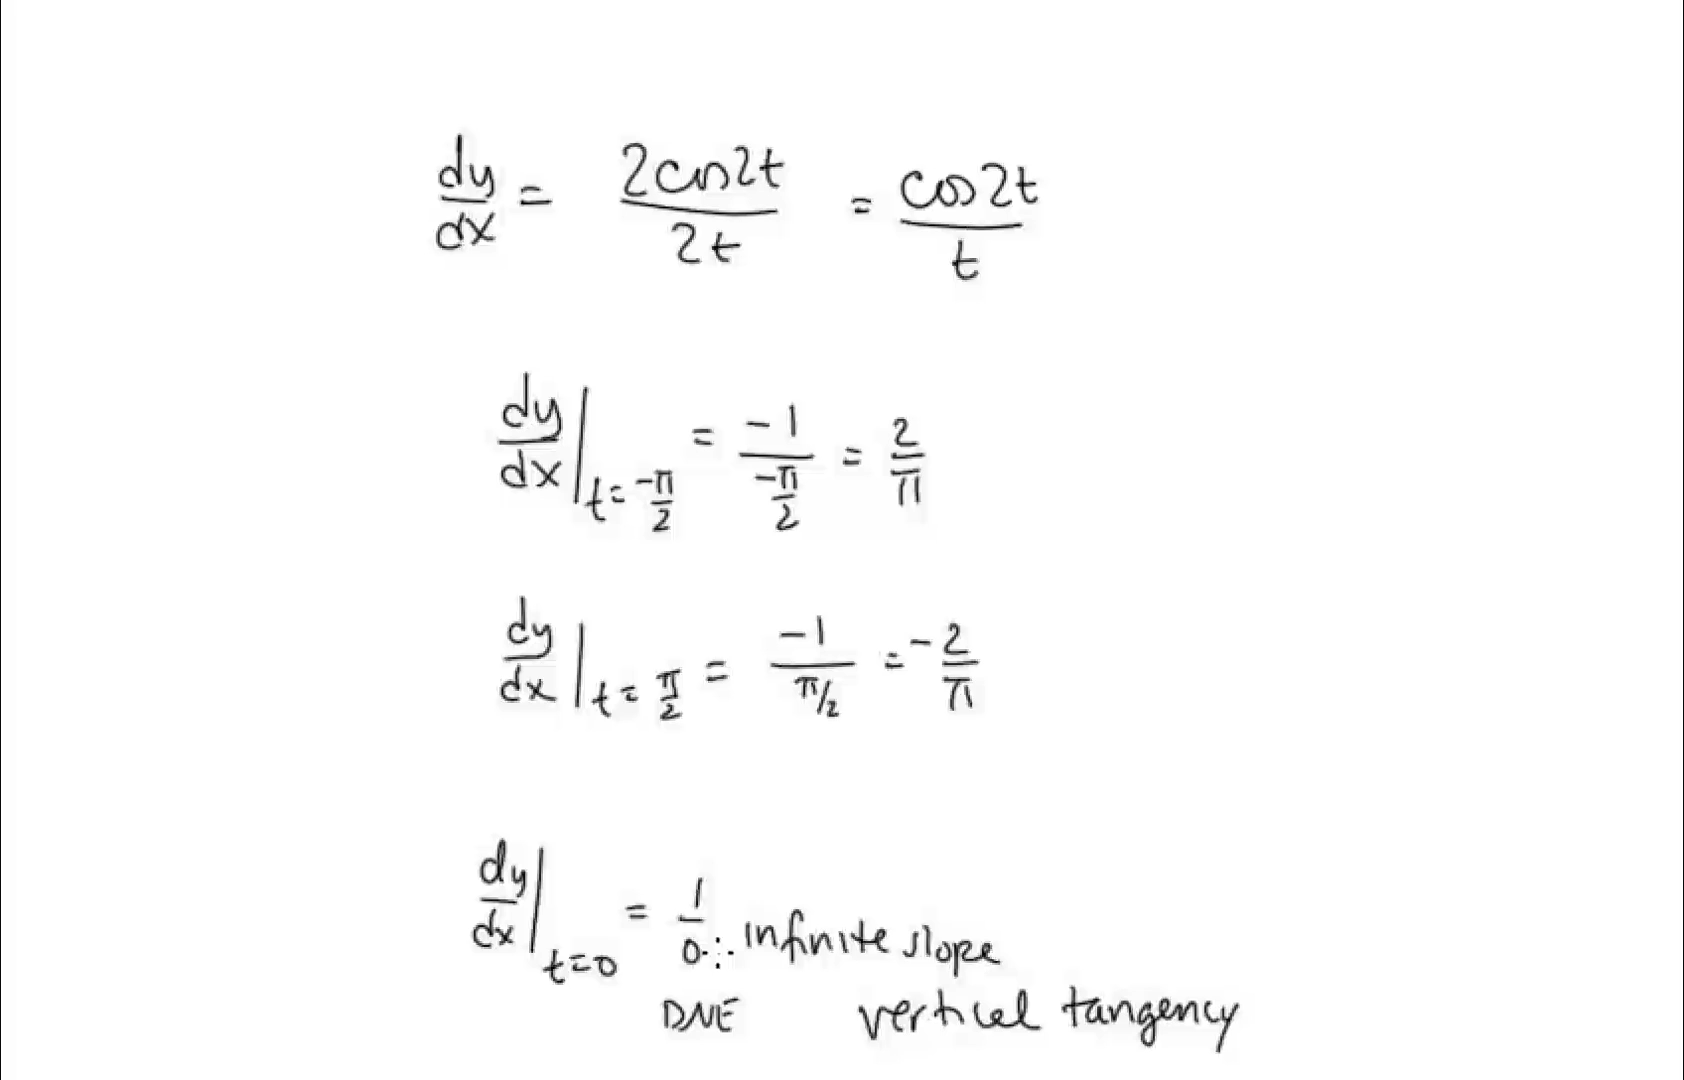 dy/dx = 2cos2t/2t = cos2t/t
dy/dx|t=-π/2 = -1/(-π/2) = 2/π
dy/dx|t=π/2 = -1/(π/2) = -2/π
dy/dx|t=0 = 1/0 ∴ infinite slope
DNE vertical tangency